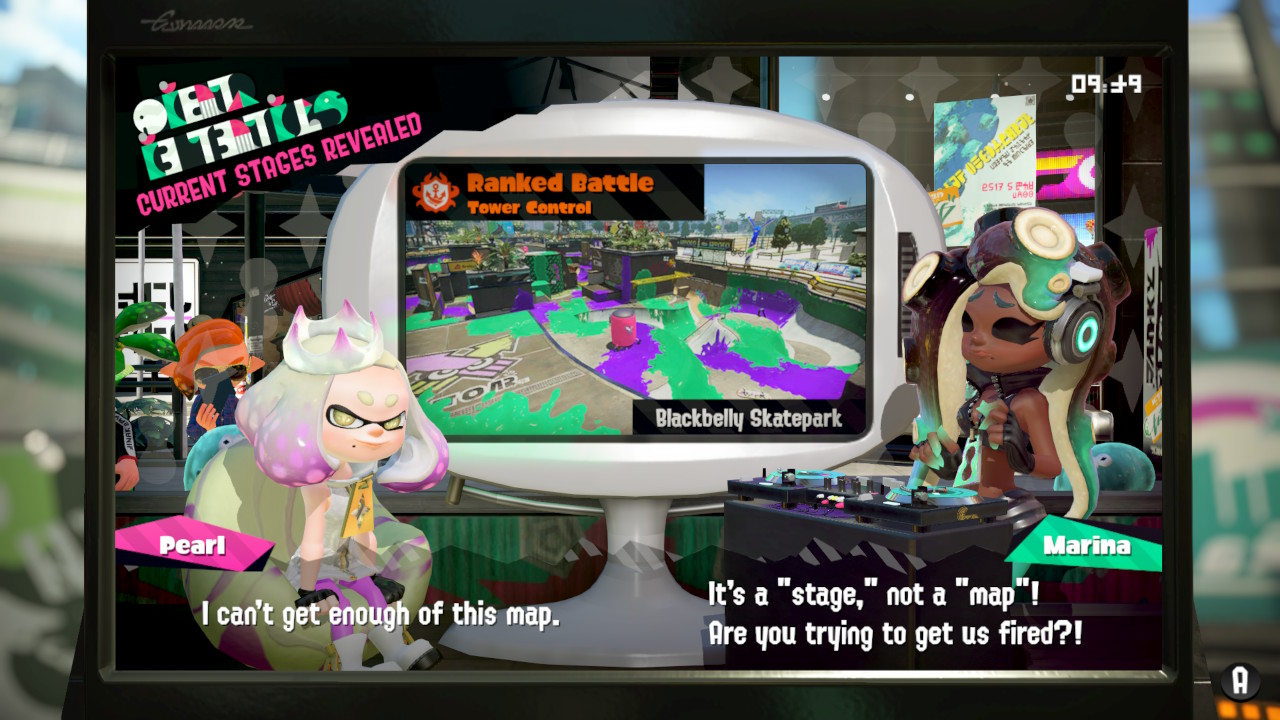 CURRENT STAGES REVEALED
09:39
Ranked Battle
Tower Control
Blackbelly Skatepark
Pearl
I can't get enough of this map.
Marina
It's a "stage," not a "map"!
Are you trying to get us fired?!
A